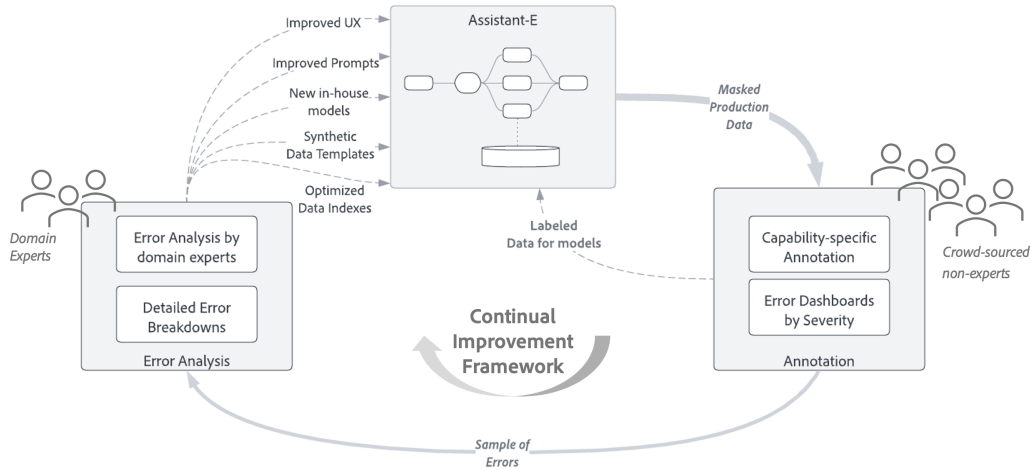 Improved UX
Improved Prompts
New in-house
models
Synthetic
Data Templates
Optimized
Data Indexes
Assistant-E
Masked
Production
Data
Domain
Experts
Error Analysis by
domain experts
Detailed Error
Breakdowns
Error Analysis
Labeled
Data for models
Continual
Improvement
Framework
Capability-specific
Annotation
Error Dashboards
by Severity
Annotation
Crowd-sourced
non-experts
Sample of
Errors